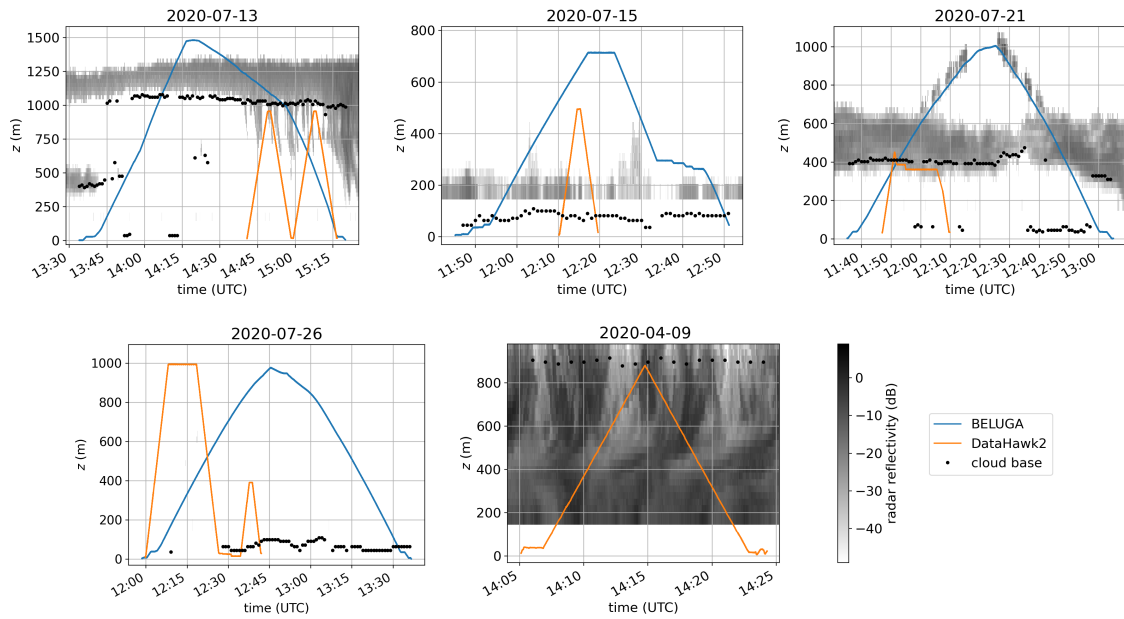 2020-07-13
2020-07-15
2020-07-21
1500
1250
1000
750
500
250
0
z (m)
13:30 13:45 14:00 14:15 14:30 14:45 15:00 15:15
time (UTC)
800
600
400
200
0
z (m)
11:50 12:00 12:10 12:20 12:30 12:40 12:50
time (UTC)
1000
800
600
400
200
0
z (m)
11:40 11:50 12:00 12:10 12:20 12:30 12:40 12:50 13:00
time (UTC)
2020-07-26
2020-04-09
1000
800
600
400
200
0
z (m)
12:00 12:15 12:30 12:45 13:00 13:15 13:30
time (UTC)
800
600
400
200
0
z (m)
14:05 14:10 14:15 14:20 14:25
time (UTC)
0
−10
−20
−30
−40
radar reflectivity (dB)
BELUGA
DataHawk2
cloud base